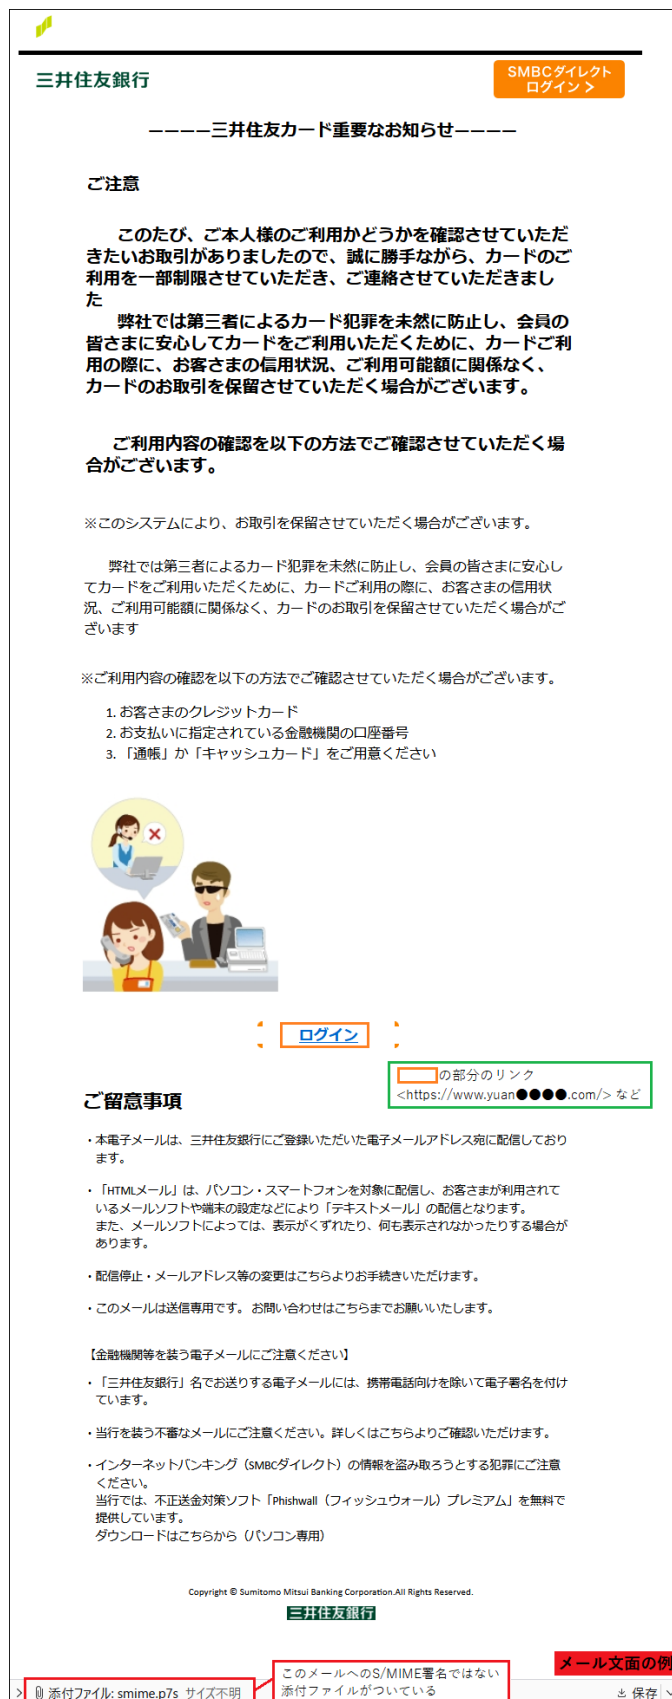 三井住友銀行
SMBCダイレクト
ログイン >
ーーーー三井住友カード重要なお知らせーーーー
ご注意
このたび、ご本人様のご利用かどうかを確認させていただ
きたいお取引がありましたので、誠に勝手ながら、カードのご
利用を一部制限させていただき、ご連絡させていただきまし
た
弊社では第三者によるカード犯罪を未然に防止し、会員の
皆さまに安心してカードをご利用いただくために、カードご利
用の際に、お客さまの信用状況、ご利用可能額に関係なく、
カードのお取引を保留させていただく場合がございます。
ご利用内容の確認を以下の方法でご確認させていただく場
合がございます。
※このシステムにより、お取引を保留させていただく場合がございます。
弊社では第三者によるカード犯罪を未然に防止し、会員の皆さまに安心し
てカードをご利用いただくために、カードご利用の際に、お客さまの信用状
況、ご利用可能額に関係なく、カードのお取引を保留させていただく場合がご
ざいます
※ご利用内容の確認を以下の方法でご確認させていただく場合がございます。
1. お客さまのクレジットカード
2. お支払いに指定されている金融機関の口座番号
3. 「通帳」か「キャッシュカード」をご用意ください
ログイン
の部分のリンク
<https://www.yuan●●●●.com/> など
ご留意事項
・本電子メールは、三井住友銀行にご登録いただいた電子メールアドレス宛に配信しており
ます。
・「HTMLメール」は、パソコン・スマートフォンを対象に配信し、お客さまが利用されて
いるメールソフトや端末の設定などにより「テキストメール」の配信となります。
また、メールソフトによっては、表示がくずれたり、何も表示されなかったりする場合が
あります。
・配信停止・メールアドレス等の変更はこちらよりお手続きいただけます。
・このメールは送信専用です。 お問い合わせはこちらまでお願いいたします。
【金融機関等を装う電子メールにご注意ください】
・「三井住友銀行」名でお送りする電子メールには、携帯電話向けを除いて電子署名を付け
ています。
・当行を装う不審なメールにご注意ください。詳しくはこちらよりご確認いただけます。
・インターネットバンキング（SMBCダイレクト）の情報を盗み取ろうとする犯罪にご注意
ください。
当行では、不正送金対策ソフト「Phishwall（フィッシュウォール）プレミアム」を無料で
提供しています。
ダウンロードはこちらから（パソコン専用）
Copyright © Sumitomo Mitsui Banking Corporation.All Rights Reserved.
三井住友銀行
メール文面の例
このメールへのS/MIME署名ではない
添付ファイルがついている
添付ファイル: smime.p7s サイズ不明
保存